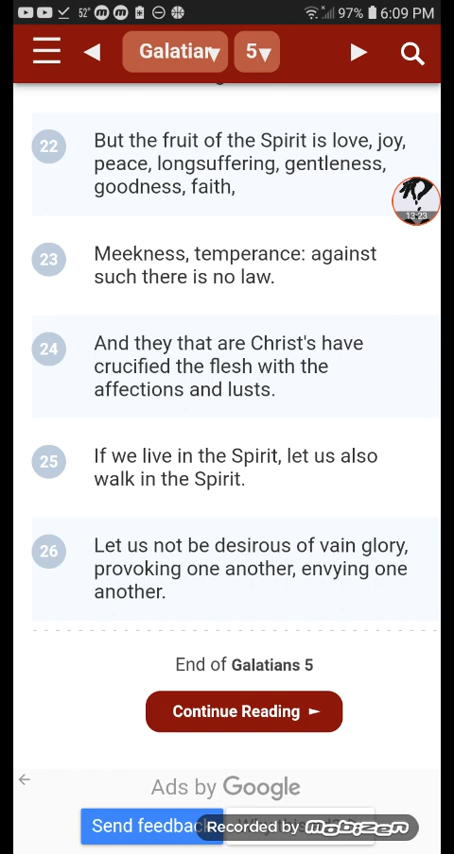 52° 97% 6:09 PM
Galatian 5
22 But the fruit of the Spirit is love, joy,
peace, longsuffering, gentleness,
goodness, faith,
13:23
23 Meekness, temperance: against
such there is no law.
24 And they that are Christ's have
crucified the flesh with the
affections and lusts.
25 If we live in the Spirit, let us also
walk in the Spirit.
26 Let us not be desirous of vain glory,
provoking one another, envying one
another.
End of Galatians 5
Continue Reading
Ads by Google
Send feedbac
Recorded by mobizen